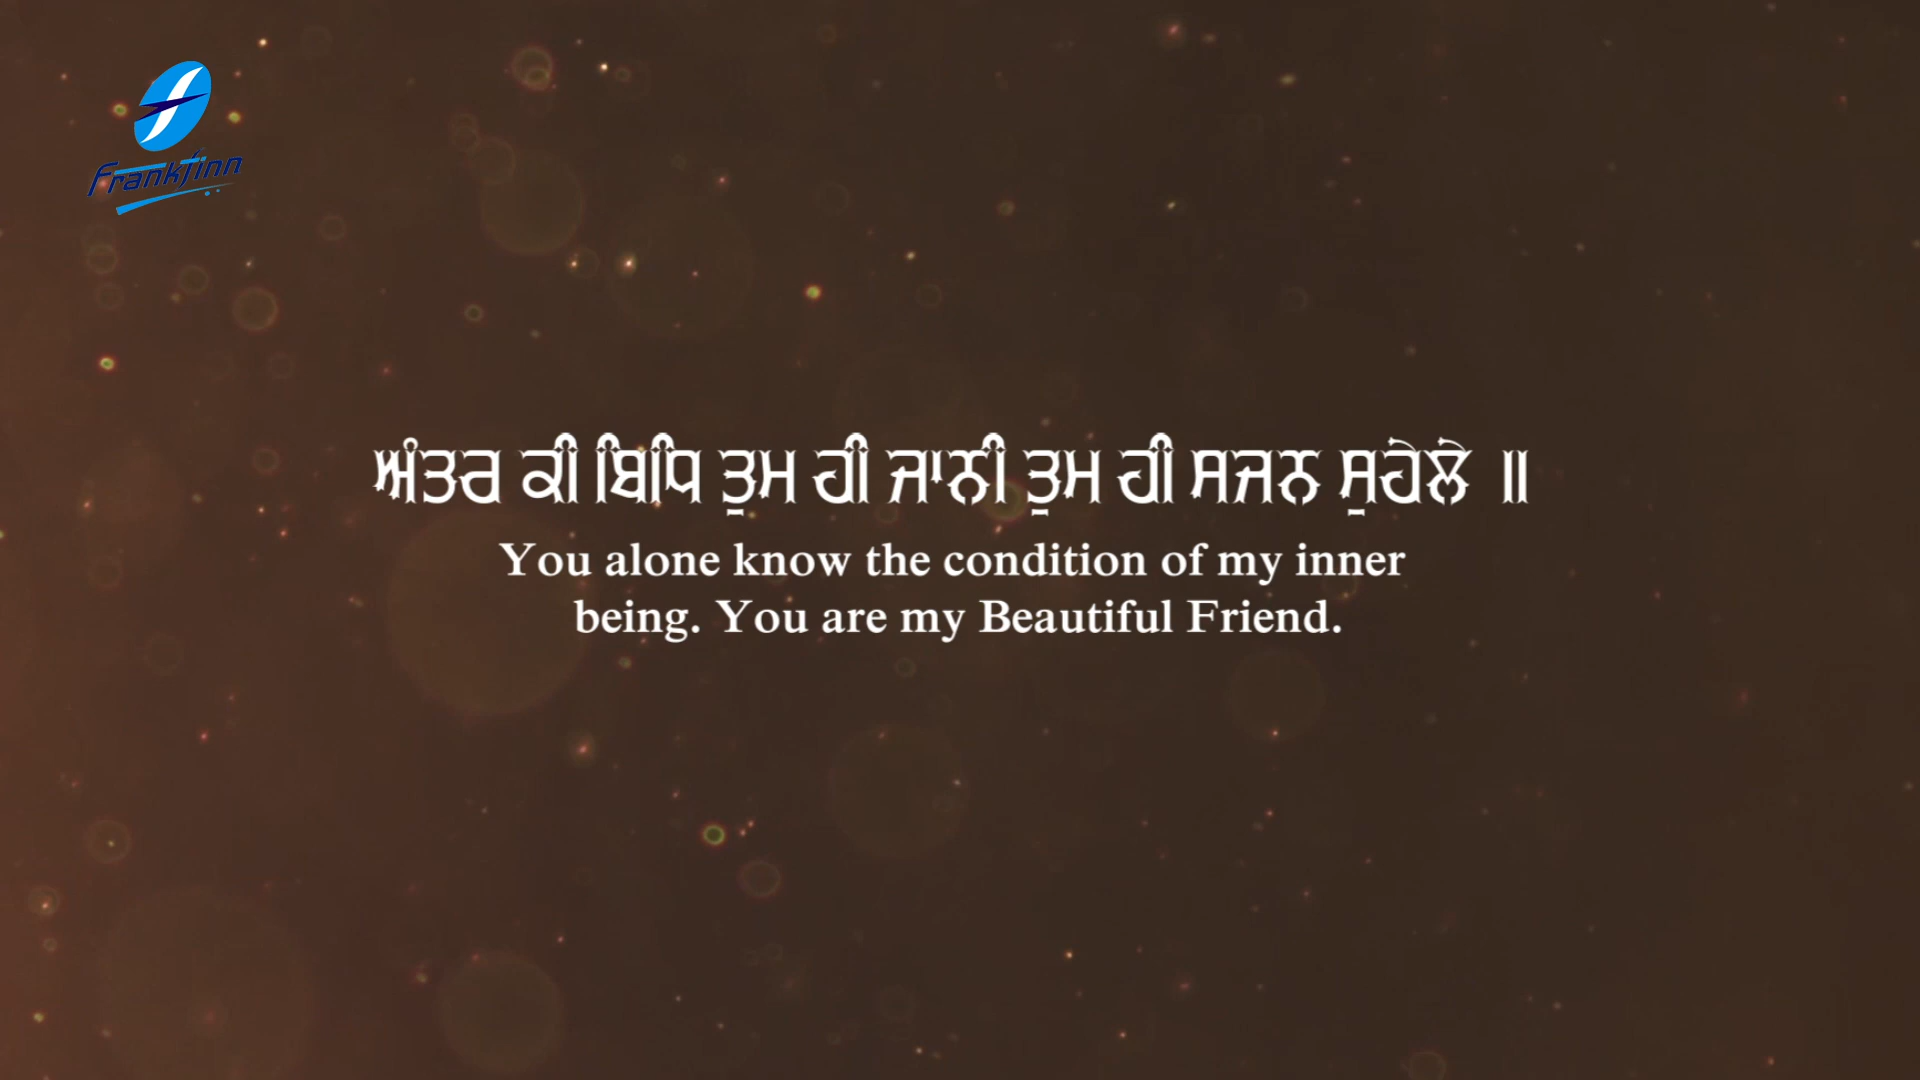 Frankfinn
ਅੰਤਰ ਕੀ ਬਿਧਿ ਤੁਮ ਹੀ ਜਾਨੀ ਤੁਮ ਹੀ ਸਜਨ ਸੁਹੇਲੇ ॥
You alone know the condition of my inner
being. You are my Beautiful Friend.